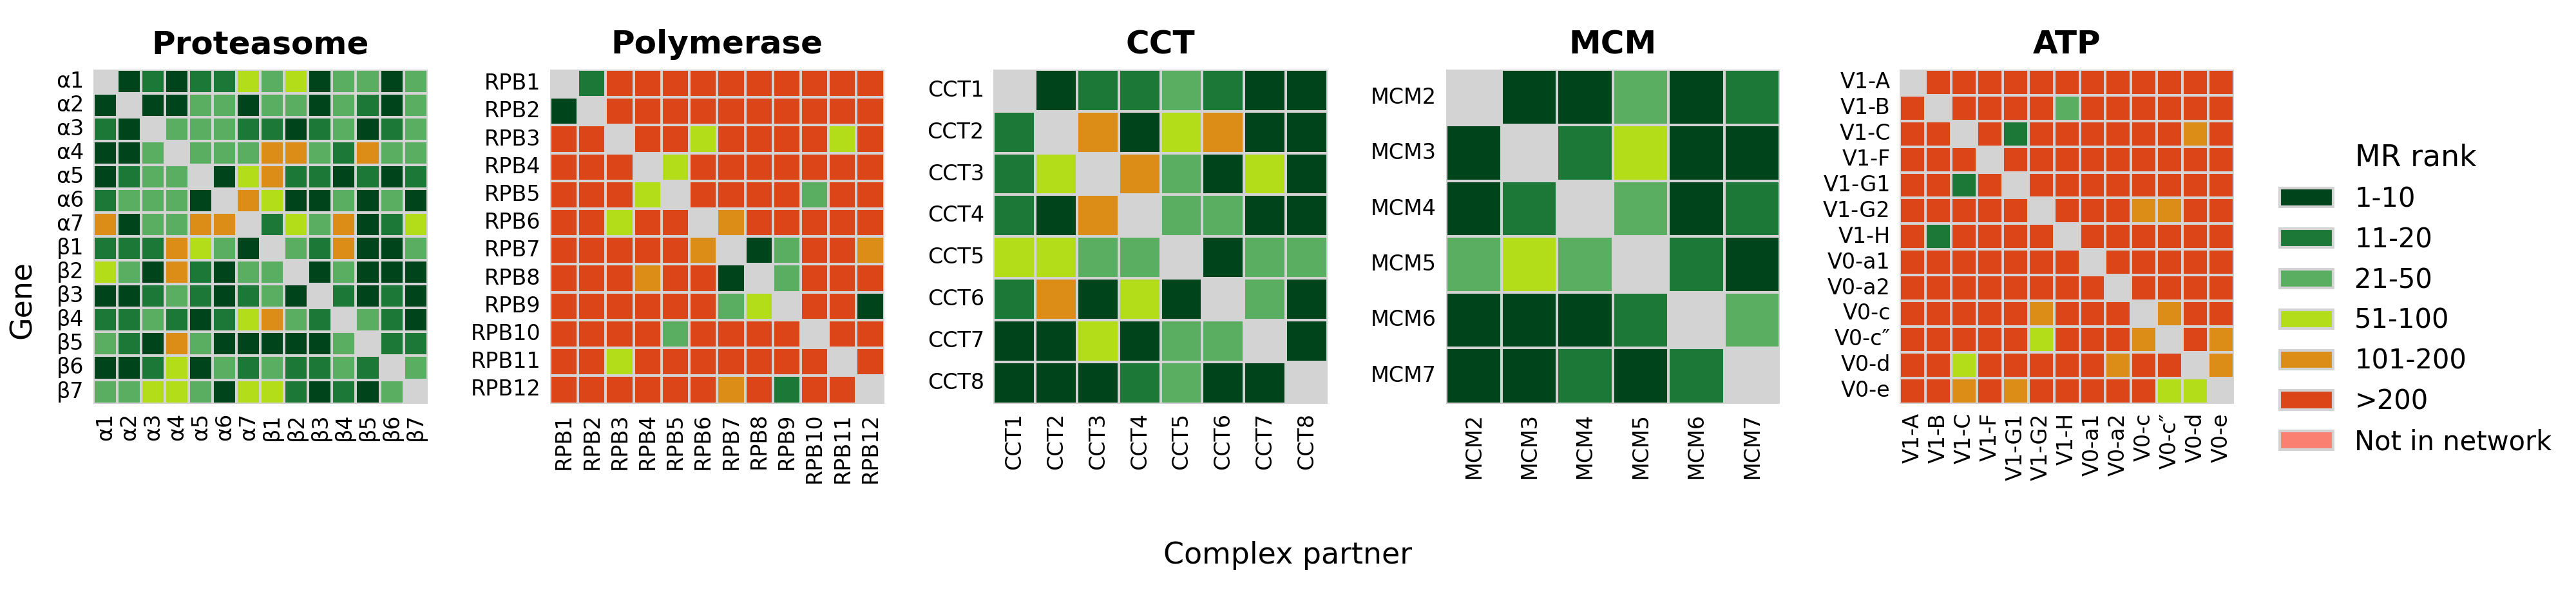 Proteasome
Polymerase
CCT
MCM
ATP
Gene
α1
α2
α3
α4
α5
α6
α7
β1
β2
β3
β4
β5
β6
β7
α1
α2
α3
α4
α5
α6
α7
β1
β2
β3
β4
β5
β6
β7
RPB1
RPB2
RPB3
RPB4
RPB5
RPB6
RPB7
RPB8
RPB9
RPB10
RPB11
RPB12
RPB1
RPB2
RPB3
RPB4
RPB5
RPB6
RPB7
RPB8
RPB9
RPB10
RPB11
RPB12
CCT1
CCT2
CCT3
CCT4
CCT5
CCT6
CCT7
CCT8
CCT1
CCT2
CCT3
CCT4
CCT5
CCT6
CCT7
CCT8
MCM2
MCM3
MCM4
MCM5
MCM6
MCM7
MCM2
MCM3
MCM4
MCM5
MCM6
MCM7
V1-A
V1-B
V1-C
V1-F
V1-G1
V1-G2
V1-H
V0-a1
V0-a2
V0-c
V0-c″
V0-d
V0-e
V1-A
V1-B
V1-C
V1-F
V1-G1
V1-G2
V1-H
V0-a1
V0-a2
V0-c
V0-c″
V0-d
V0-e
MR rank
1-10
11-20
21-50
51-100
101-200
>200
Not in network
Complex partner